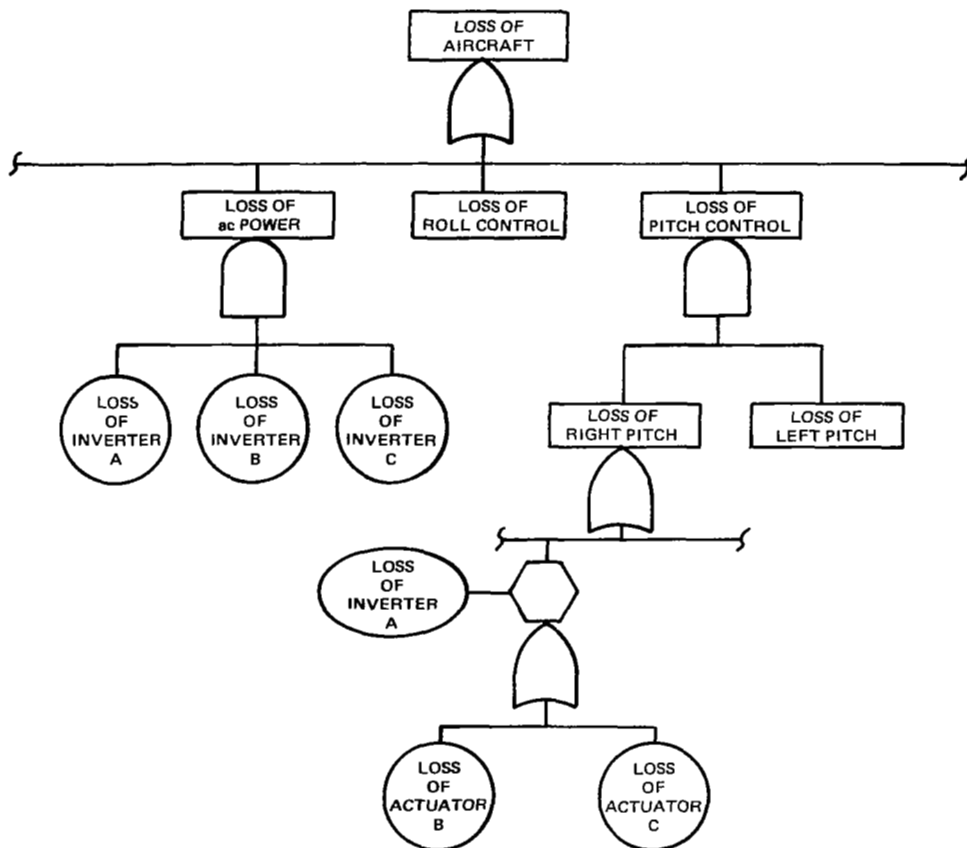 LOSS OF
AIRCRAFT
LOSS OF
ac POWER
LOSS OF
ROLL CONTROL
LOSS OF
PITCH CONTROL
LOSS
OF
INVERTER
A
LOSS
OF
INVERTER
B
LOSS
OF
INVERTER
C
LOSS OF
RIGHT PITCH
LOSS OF
LEFT PITCH
LOSS
OF
INVERTER
A
LOSS
OF
ACTUATOR
B
LOSS
OF
ACTUATOR
C